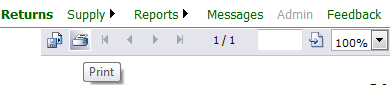 Returns Supply Reports Messages Admin Feedback
1 / 1 100%
Print